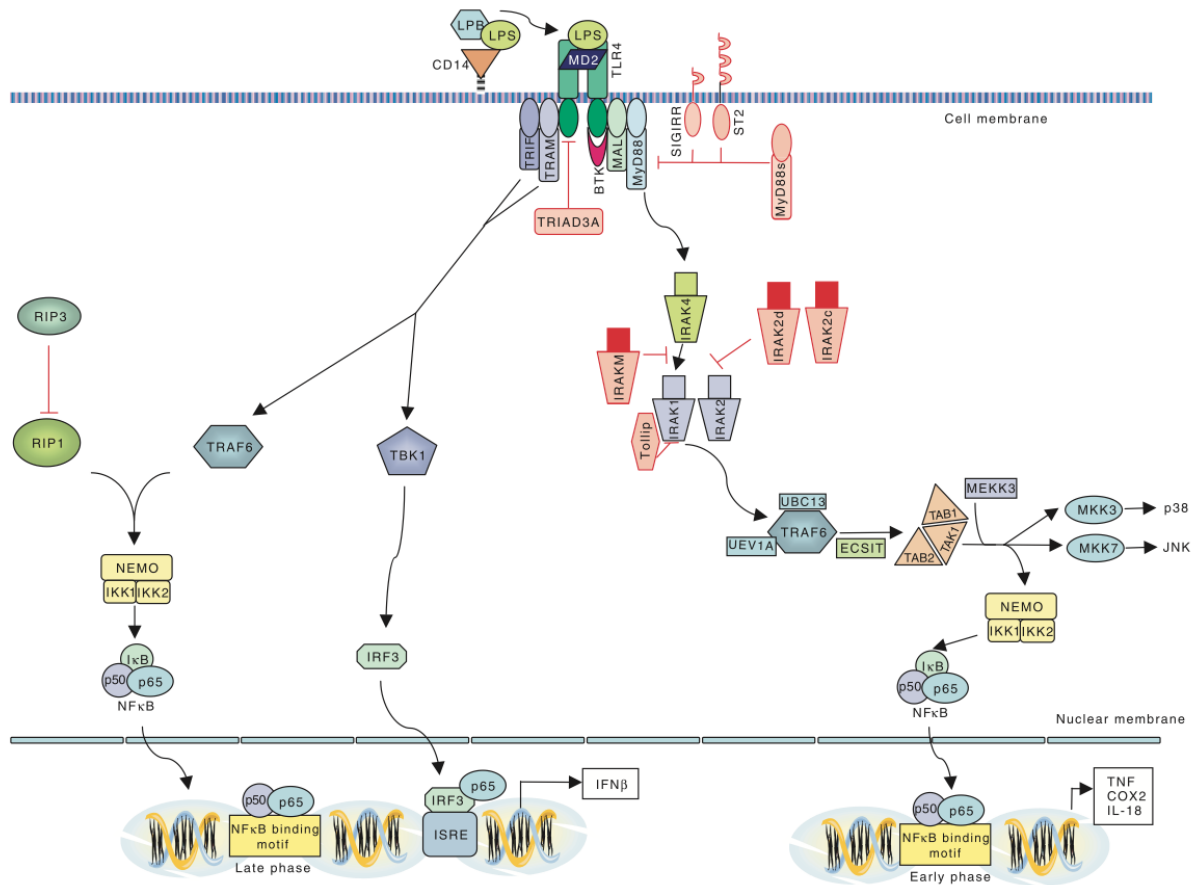 LPB
LPS
CD14
LPS
MD2
TLR4
Cell membrane
TRIF
TRAM
BTK
MAL
MyD88
SIGIRR
ST2
MyD88s
TRIAD3A
RIP3
IRAK4
IRAK2d
IRAK2c
IRAKM
IRAK1
IRAK2
Tollip
RIP1
TRAF6
TBK1
UBC13
TRAF6
UEV1A
ECSIT
TAB1
TAK1
TAB2
MEKK3
MKK3
p38
MKK7
JNK
NEMO
IKK1 IKK2
NEMO
IKK1 IKK2
IκB
p50
p65
NFκB
IRF3
IκB
p50
p65
NFκB
Nuclear membrane
p50
p65
NFκB binding
motif
Late phase
IRF3
p65
ISRE
IFNβ
p50
p65
NFκB binding
motif
Early phase
TNF
COX2
IL-18